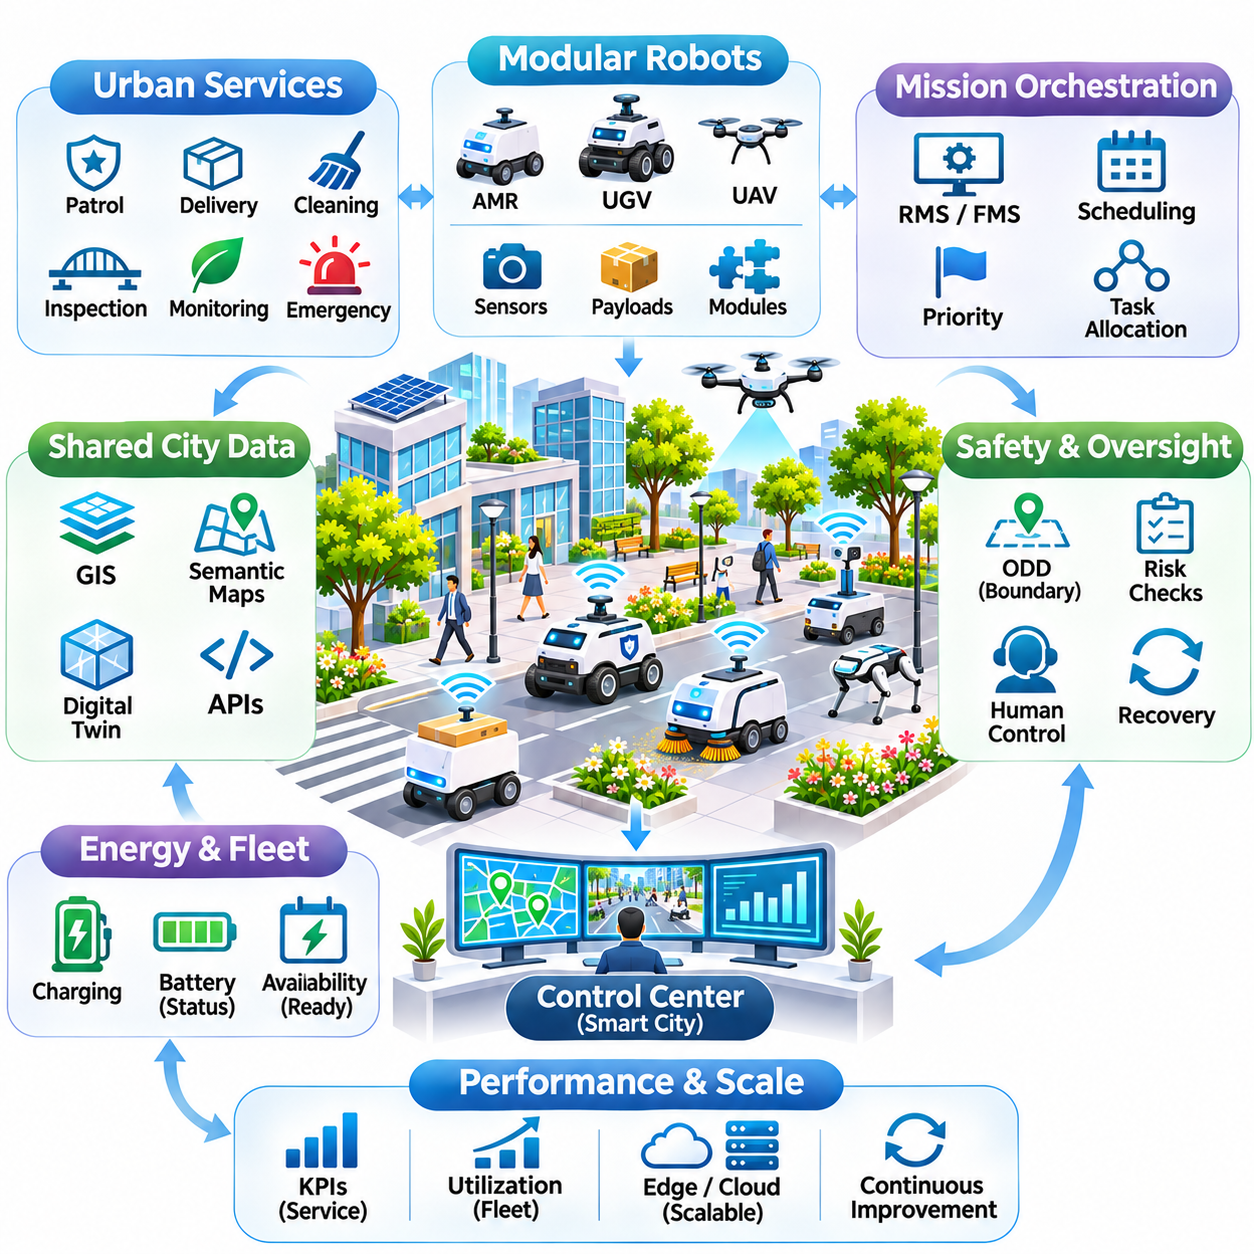 Urban Services
Patrol
Delivery
Cleaning
Inspection
Monitoring
Emergency
Modular Robots
AMR
UGV
UAV
Sensors
Payloads
Modules
Mission Orchestration
RMS / FMS
Scheduling
Priority
Task
Allocation
Shared City Data
GIS
Semantic
Maps
Digital
Twin
APIs
Safety & Oversight
ODD
(Boundary)
Risk
Checks
Human
Control
Recovery
Energy & Fleet
Charging
Battery
(Status)
Availability
(Ready)
Control Center
(Smart City)
Performance & Scale
KPIs
(Service)
Utilization
(Fleet)
Edge / Cloud
(Scalable)
Continuous
Improvement